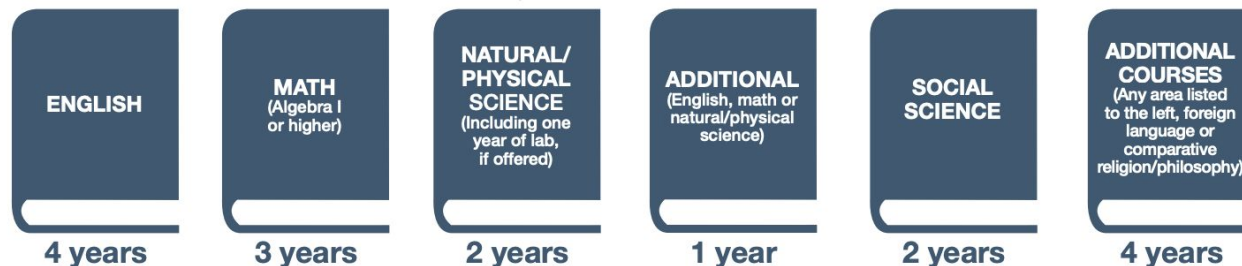 ENGLISH
4 years
MATH
(Algebra I
or higher)
3 years
NATURAL/
PHYSICAL
SCIENCE
(Including one
year of lab,
if offered)
2 years
ADDITIONAL
(English, math or
natural/physical
science)
1 year
SOCIAL
SCIENCE
2 years
ADDITIONAL
COURSES
(Any area listed
to the left, foreign
language or
comparative
religion/philosophy)
4 years